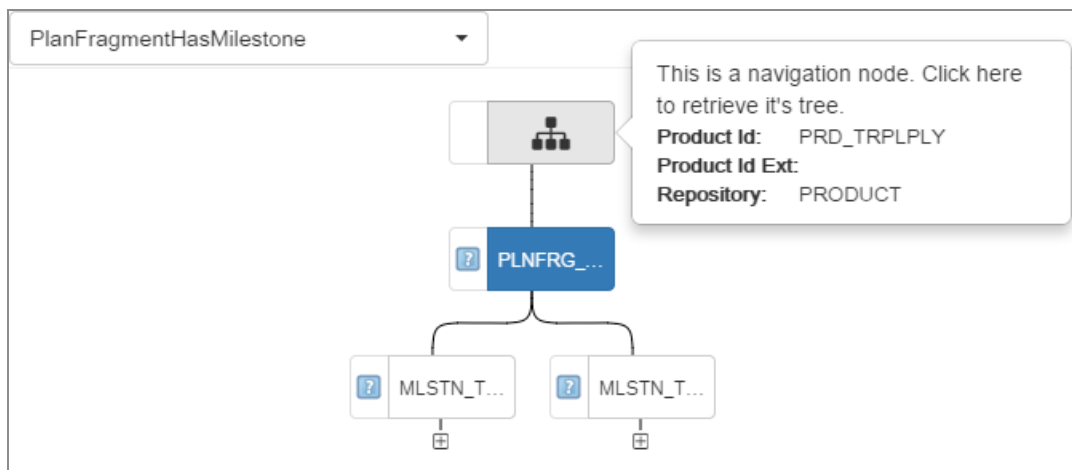 PlanFragmentHasMilestone
This is a navigation node. Click here
to retrieve it's tree.
Product Id: PRD_TRPLPLY
Product Id Ext:
Repository: PRODUCT
? PLNFRG_...
? MLSTN_T...
? MLSTN_T...